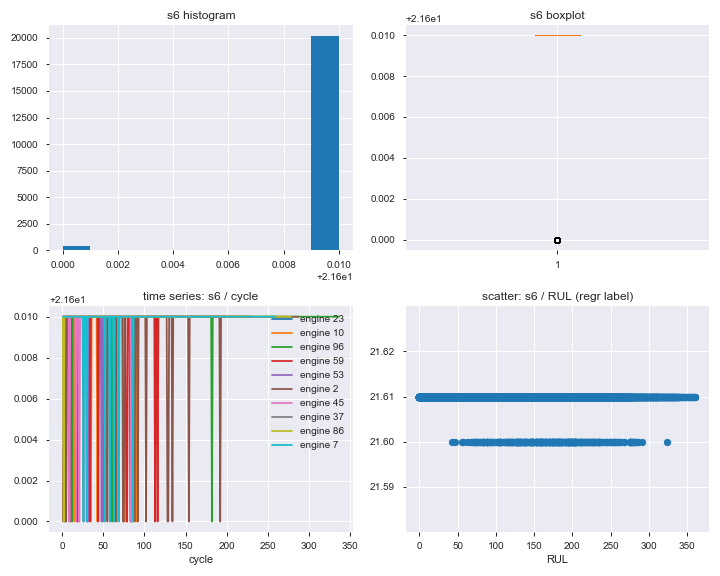 s6 histogram
20000
17500
15000
12500
10000
7500
5000
2500
0
0.000 0.002 0.004 0.006 0.008 0.010
+2.16e1
s6 boxplot
+2.16e1
0.010
0.008
0.006
0.004
0.002
0.000
1
time series: s6 / cycle
+2.16e1
0.010
0.008
0.006
0.004
0.002
0.000
engine 23
engine 10
engine 96
engine 59
engine 53
engine 2
engine 45
engine 37
engine 86
engine 7
0 50 100 150 200 250 300 350
cycle
scatter: s6 / RUL (regr label)
21.62
21.61
21.60
21.59
0 50 100 150 200 250 300 350
RUL